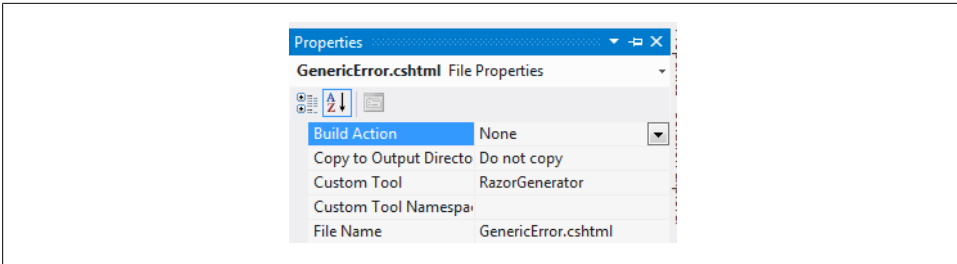 Properties
GenericError.cshtml File Properties
Build Action None
Copy to Output Directo Do not copy
Custom Tool RazorGenerator
Custom Tool Namespa
File Name GenericError.cshtml